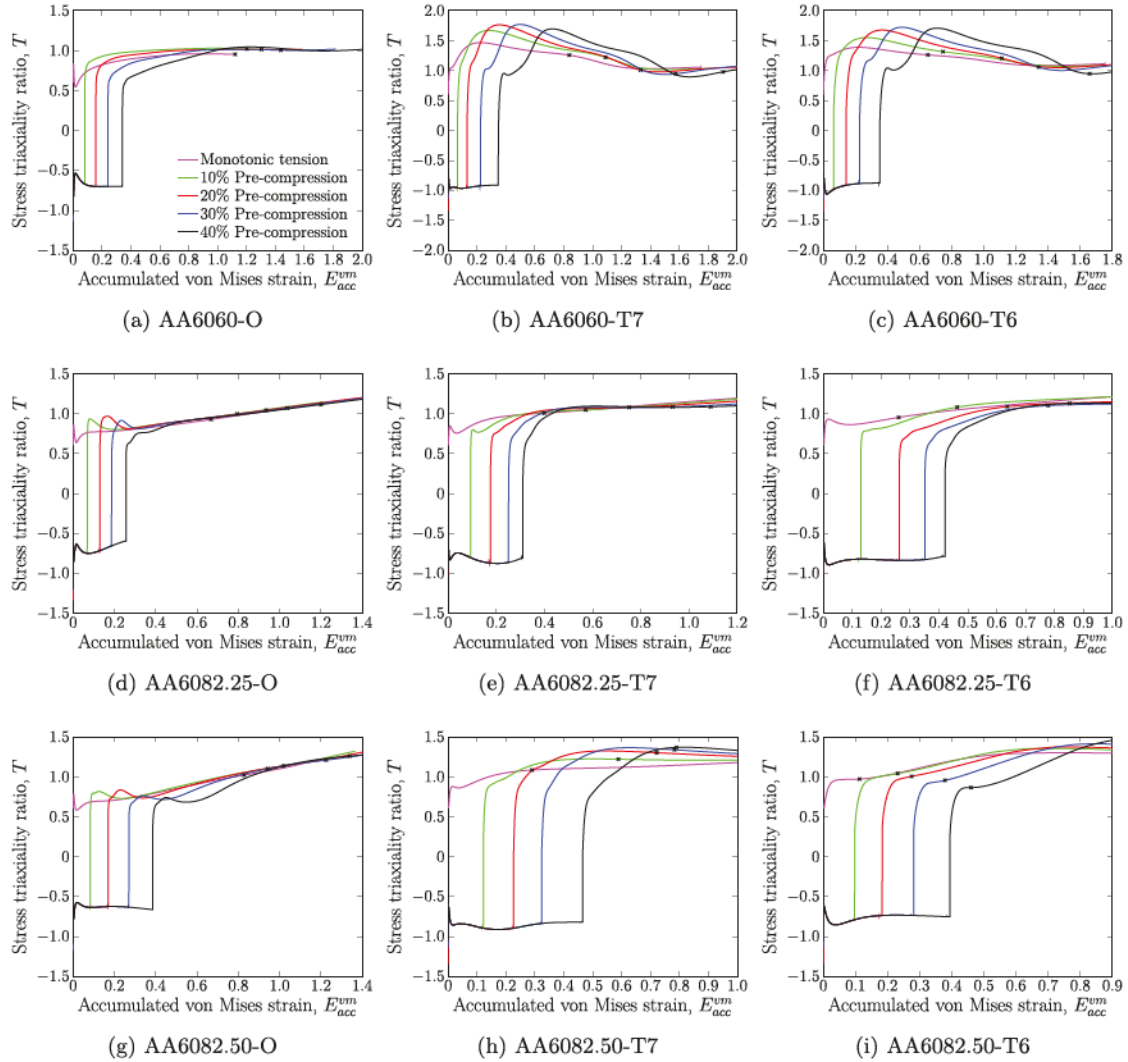 1.5
1.0
0.5
0
−0.5
−1.0
−1.5
Stress triaxiality ratio, T
Monotonic tension
10% Pre-compression
20% Pre-compression
30% Pre-compression
40% Pre-compression
0 0.2 0.4 0.6 0.8 1.0 1.2 1.4
Accumulated von Mises strain, E_acc^vm
(a) AA6060-O
2.0
1.5
1.0
0.5
0
−0.5
−1.0
−1.5
−2.0
Stress triaxiality ratio, T
0 0.2 0.4 0.6 0.8 1.0 1.2 1.4 1.6 1.8 2.0
Accumulated von Mises strain, E_acc^vm
(b) AA6060-T7
2.0
1.5
1.0
0.5
0
−0.5
−1.0
−1.5
−2.0
Stress triaxiality ratio, T
0 0.2 0.4 0.6 0.8 1.0 1.2 1.4 1.6 1.8
Accumulated von Mises strain, E_acc^vm
(c) AA6060-T6
1.5
1.0
0.5
0
−0.5
−1.0
−1.5
Stress triaxiality ratio, T
0 0.2 0.4 0.6 0.8 1.0 1.2 1.4
Accumulated von Mises strain, E_acc^vm
(d) AA6082.25-O
1.5
1.0
0.5
0
−0.5
−1.0
−1.5
Stress triaxiality ratio, T
0 0.2 0.4 0.6 0.8 1.0 1.2
Accumulated von Mises strain, E_acc^vm
(e) AA6082.25-T7
1.5
1.0
0.5
0
−0.5
−1.0
−1.5
Stress triaxiality ratio, T
0 0.1 0.2 0.3 0.4 0.5 0.6 0.7 0.8 0.9 1.0
Accumulated von Mises strain, E_acc^vm
(f) AA6082.25-T6
1.5
1.0
0.5
0
−0.5
−1.0
−1.5
Stress triaxiality ratio, T
0 0.2 0.4 0.6 0.8 1.0 1.2 1.4
Accumulated von Mises strain, E_acc^vm
(g) AA6082.50-O
1.5
1.0
0.5
0
−0.5
−1.0
−1.5
Stress triaxiality ratio, T
0 0.1 0.2 0.3 0.4 0.5 0.6 0.7 0.8 0.9 1.0
Accumulated von Mises strain, E_acc^vm
(h) AA6082.50-T7
1.5
1.0
0.5
0
−0.5
−1.0
−1.5
Stress triaxiality ratio, T
0 0.1 0.2 0.3 0.4 0.5 0.6 0.7 0.8 0.9
Accumulated von Mises strain, E_acc^vm
(i) AA6082.50-T6